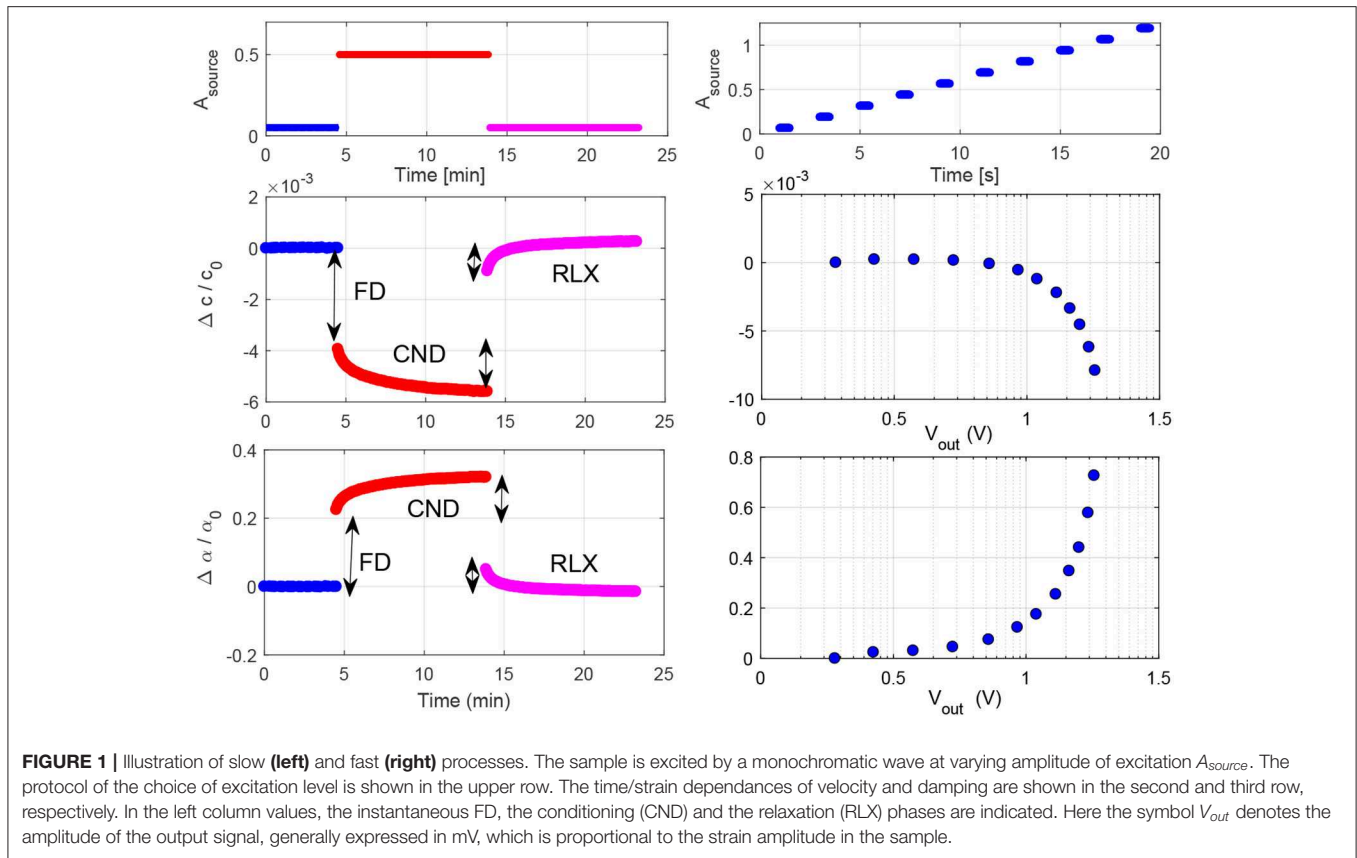 A_source
0.5
0
0 5 10 15 20 25
Time [min]
A_source
1
0.5
0
0 5 10 15 20
Time [s]
×10⁻³
2
0
-2
-4
-6
Δ c / c₀
FD
CND
RLX
0 5 10 15 20 25
×10⁻³
5
0
-5
-10
0 0.5 1 1.5
V_out (V)
0.4
0.2
0
-0.2
Δ α / α₀
FD
CND
RLX
0 5 10 15 20 25
Time (min)
0.8
0.6
0.4
0.2
0
0 0.5 1 1.5
V_out (V)
FIGURE 1 | Illustration of slow (left) and fast (right) processes. The sample is excited by a monochromatic wave at varying amplitude of excitation A_source. The
protocol of the choice of excitation level is shown in the upper row. The time/strain dependances of velocity and damping are shown in the second and third row,
respectively. In the left column values, the instantaneous FD, the conditioning (CND) and the relaxation (RLX) phases are indicated. Here the symbol V_out denotes the
amplitude of the output signal, generally expressed in mV, which is proportional to the strain amplitude in the sample.